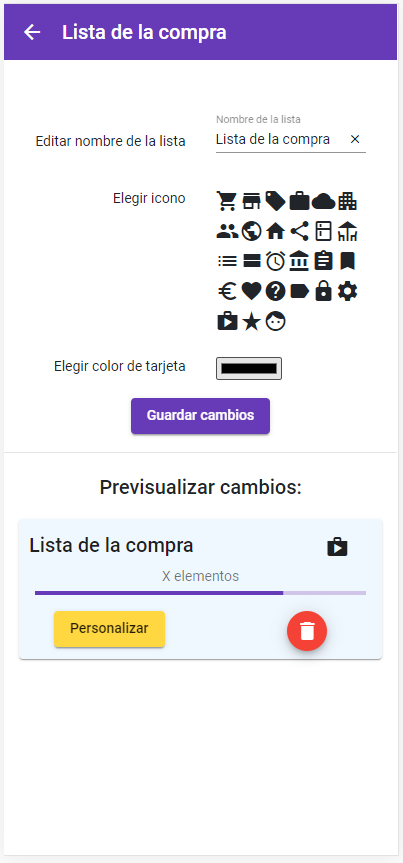 Lista de la compra
Nombre de la lista
Editar nombre de la lista
Lista de la compra
Elegir icono
Elegir color de tarjeta
Guardar cambios
Previsualizar cambios:
Lista de la compra
X elementos
Personalizar